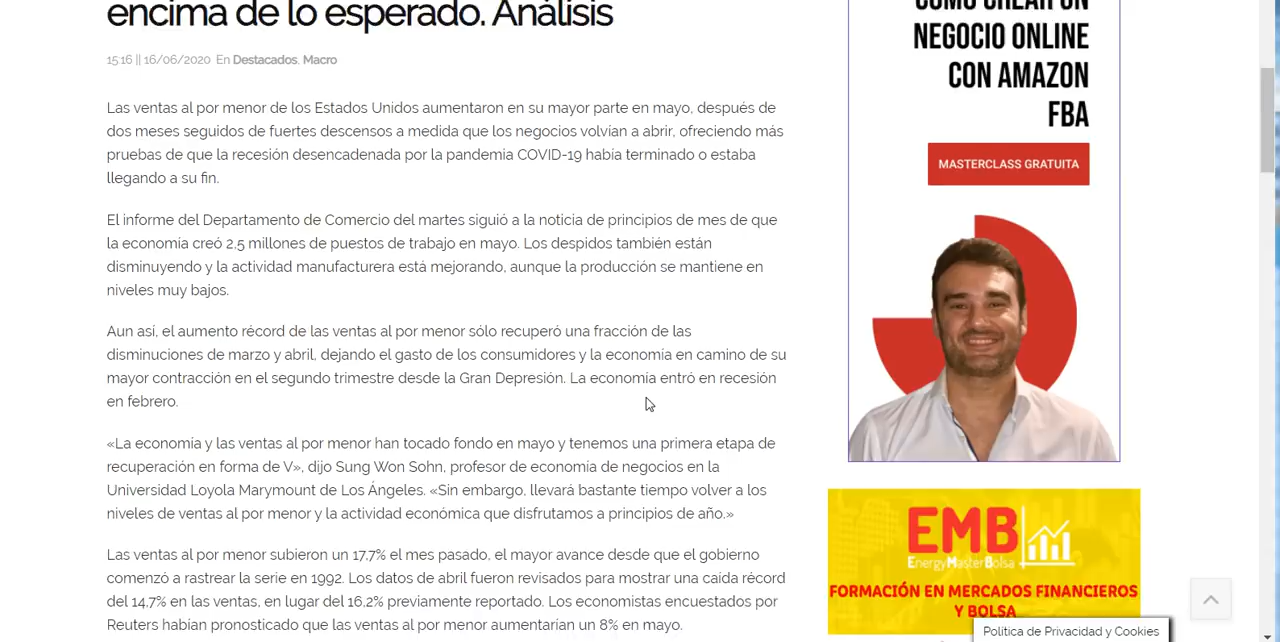 encima de lo esperado. Análisis
15:16 || 16/06/2020 En Destacados, Macro
Las ventas al por menor de los Estados Unidos aumentaron en su mayor parte en mayo, después de
dos meses seguidos de fuertes descensos a medida que los negocios volvían a abrir, ofreciendo más
pruebas de que la recesión desencadenada por la pandemia COVID-19 había terminado o estaba
llegando a su fin.
El informe del Departamento de Comercio del martes siguió a la noticia de principios de mes de que
la economía creó 2,5 millones de puestos de trabajo en mayo. Los despidos también están
disminuyendo y la actividad manufacturera está mejorando, aunque la producción se mantiene en
niveles muy bajos.
Aun así, el aumento récord de las ventas al por menor sólo recuperó una fracción de las
disminuciones de marzo y abril, dejando el gasto de los consumidores y la economía en camino de su
mayor contracción en el segundo trimestre desde la Gran Depresión. La economía entró en recesión
en febrero.
«La economía y las ventas al por menor han tocado fondo en mayo y tenemos una primera etapa de
recuperación en forma de V», dijo Sung Won Sohn, profesor de economía de negocios en la
Universidad Loyola Marymount de Los Ángeles. «Sin embargo, llevará bastante tiempo volver a los
niveles de ventas al por menor y la actividad económica que disfrutamos a principios de año.»
Las ventas al por menor subieron un 17,7% el mes pasado, el mayor avance desde que el gobierno
comenzó a rastrear la serie en 1992. Los datos de abril fueron revisados para mostrar una caída récord
del 14,7% en las ventas, en lugar del 16,2% previamente reportado. Los economistas encuestados por
Reuters habían pronosticado que las ventas al por menor aumentarían un 8% en mayo.
CÓMO CREAR UN
NEGOCIO ONLINE
CON AMAZON
FBA
MASTERCLASS GRATUITA
EMB
EnergyMasterBolsa
FORMACIÓN EN MERCADOS FINANCIEROS
Y BOLSA
Política de Privacidad y Cookies